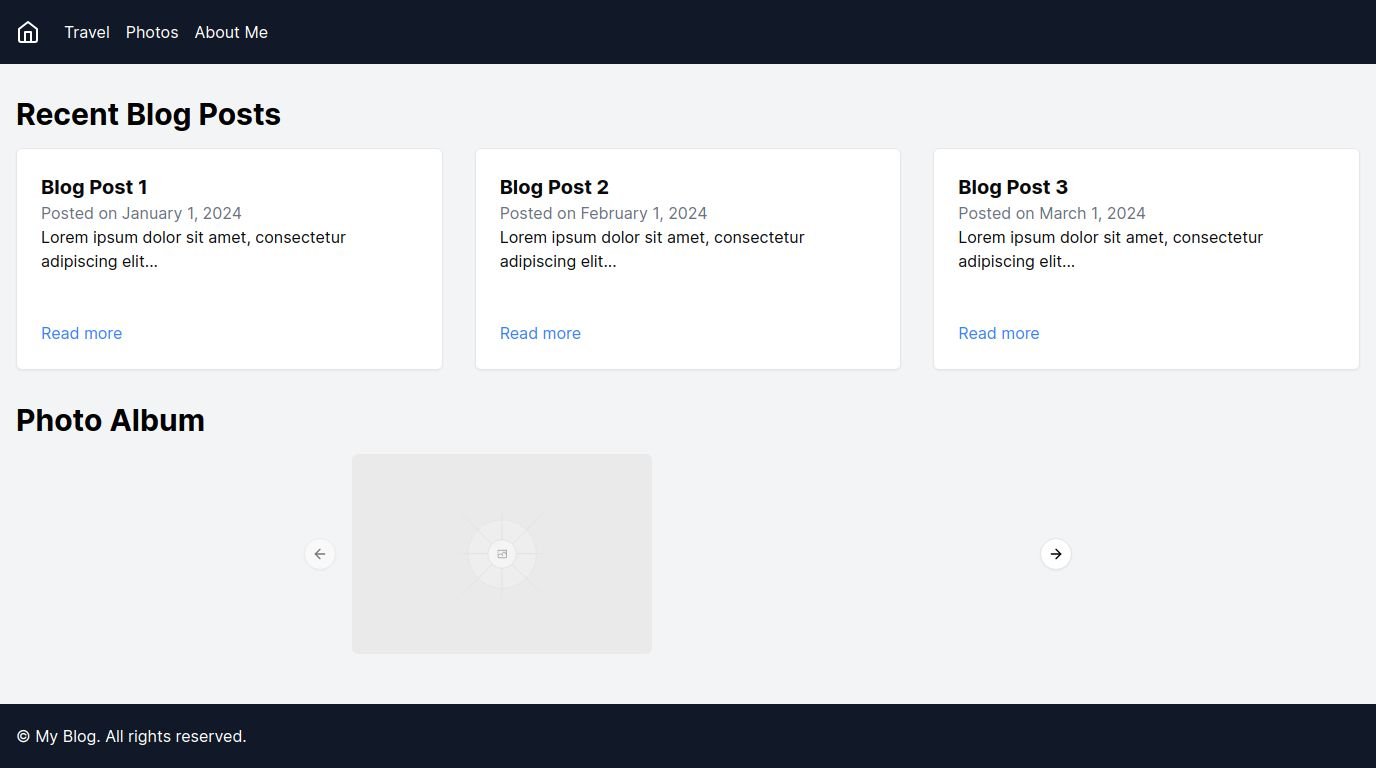 Travel Photos About Me
Recent Blog Posts
Blog Post 1
Posted on January 1, 2024
Lorem ipsum dolor sit amet, consectetur
adipiscing elit...
Read more
Blog Post 2
Posted on February 1, 2024
Lorem ipsum dolor sit amet, consectetur
adipiscing elit...
Read more
Blog Post 3
Posted on March 1, 2024
Lorem ipsum dolor sit amet, consectetur
adipiscing elit...
Read more
Photo Album
© My Blog. All rights reserved.